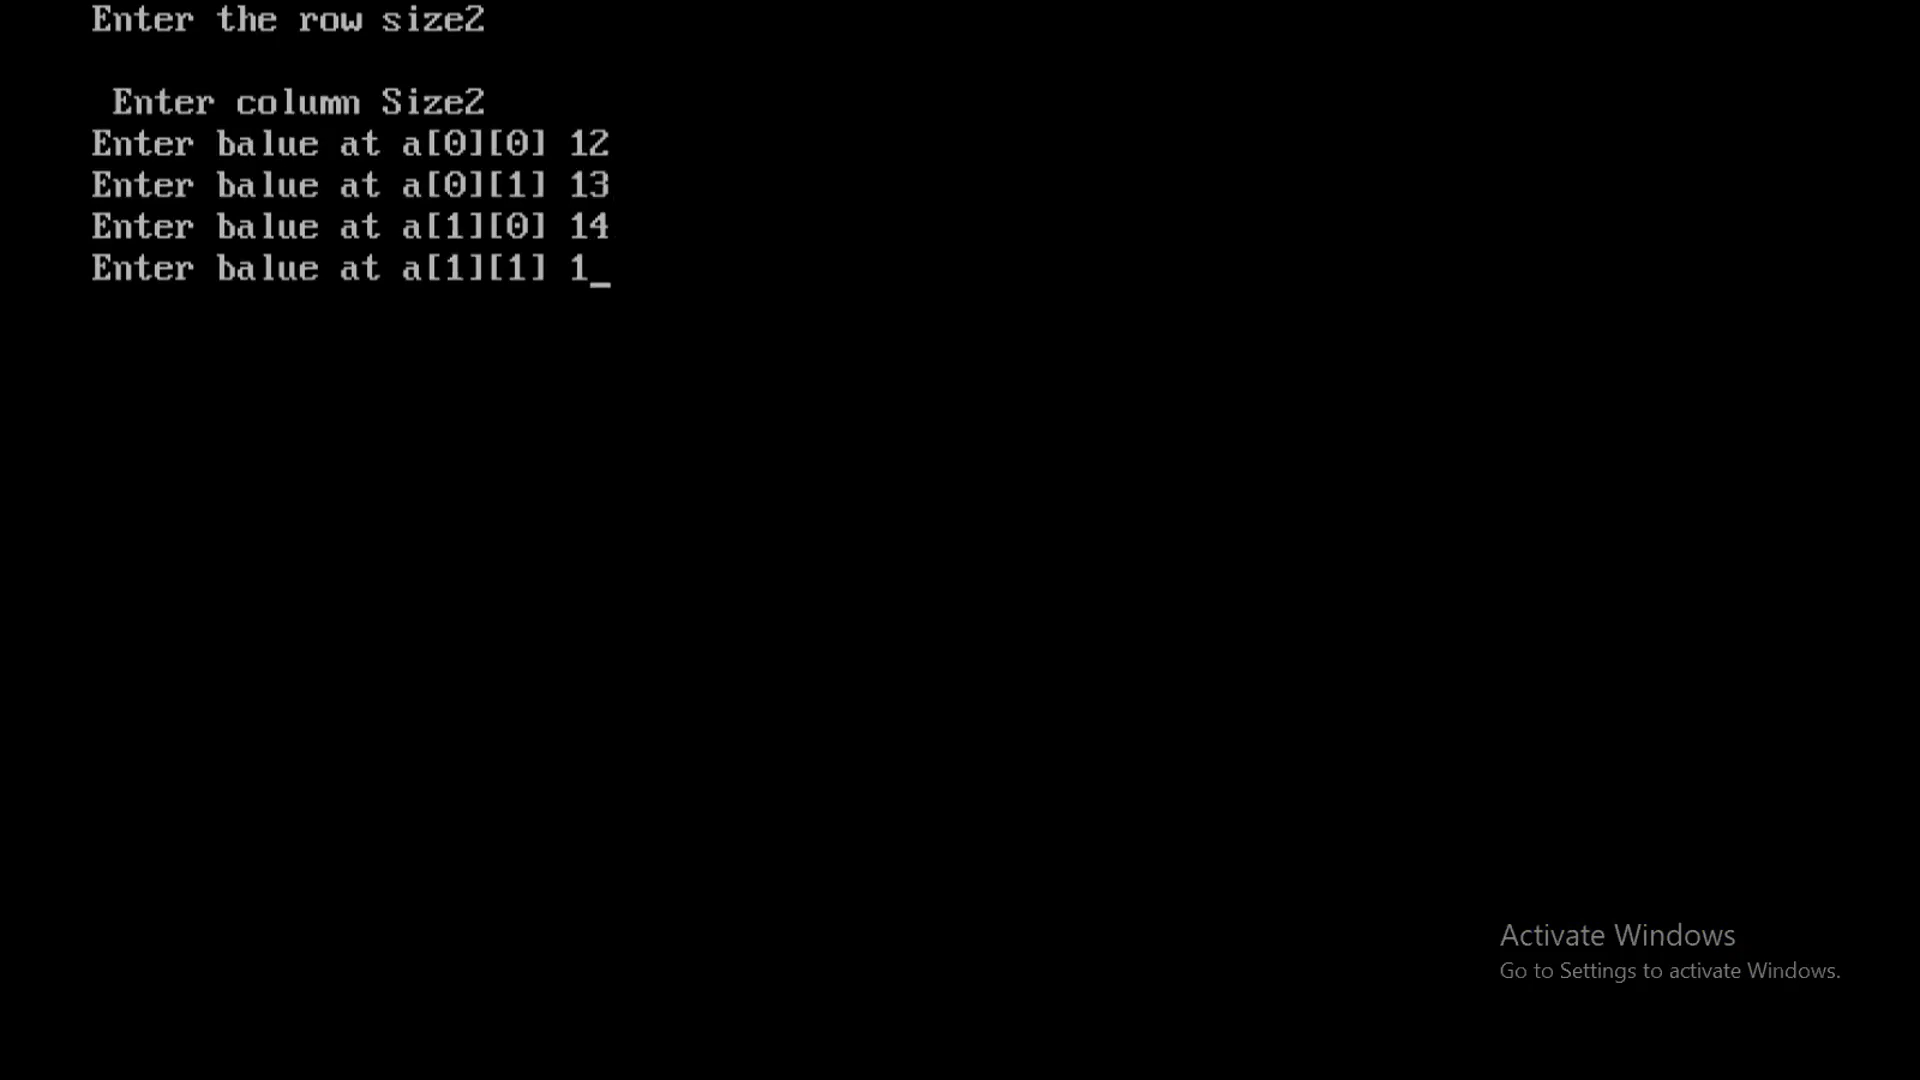 Enter the row size2
Enter column Size2
Enter balue at a[0][0] 12
Enter balue at a[0][1] 13
Enter balue at a[1][0] 14
Enter balue at a[1][1] 1_
Activate Windows
Go to Settings to activate Windows.